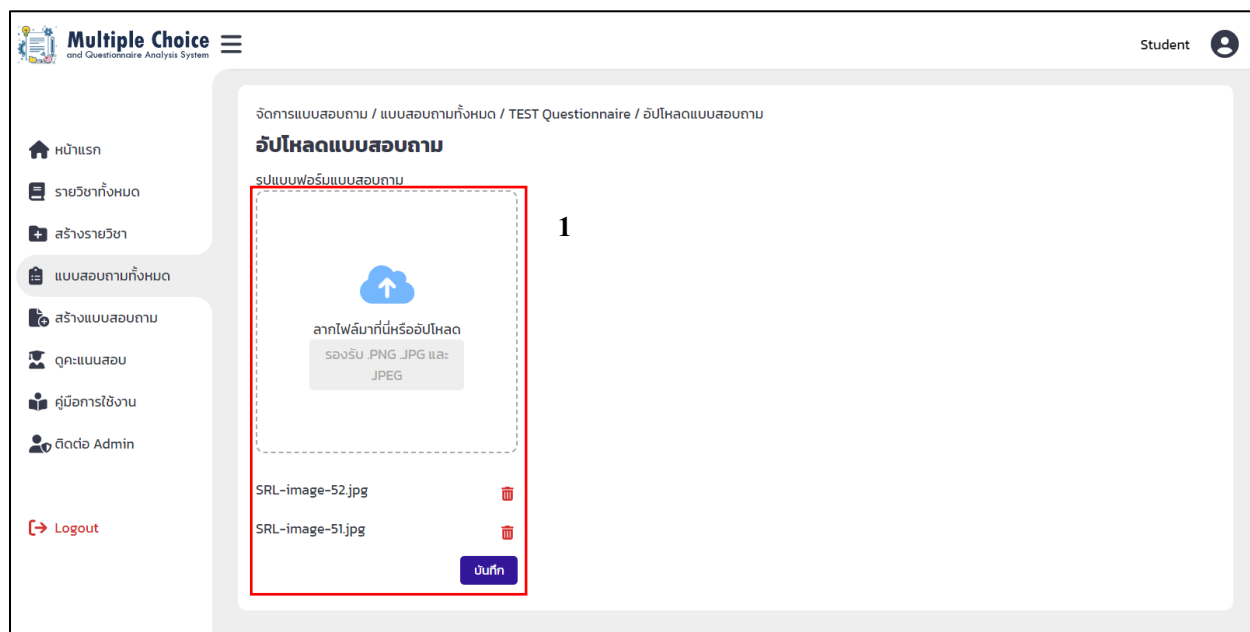 Multiple Choice
and Questionnaire Analysis System
Student
หน้าแรก
รายวิชาทั้งหมด
สร้างรายวิชา
แบบสอบถามทั้งหมด
สร้างแบบสอบถาม
ดูคะแนนสอบ
คู่มือการใช้งาน
ติดต่อ Admin
Logout
จัดการแบบสอบถาม / แบบสอบถามทั้งหมด / TEST Questionnaire / อัปโหลดแบบสอบถาม
อัปโหลดแบบสอบถาม
รูปแบบฟอร์มแบบสอบถาม
1
ลากไฟล์มาที่นี่หรืออัปโหลด
รองรับ .PNG .JPG และ
JPEG
SRL-image-52.jpg
SRL-image-51.jpg
บันทึก